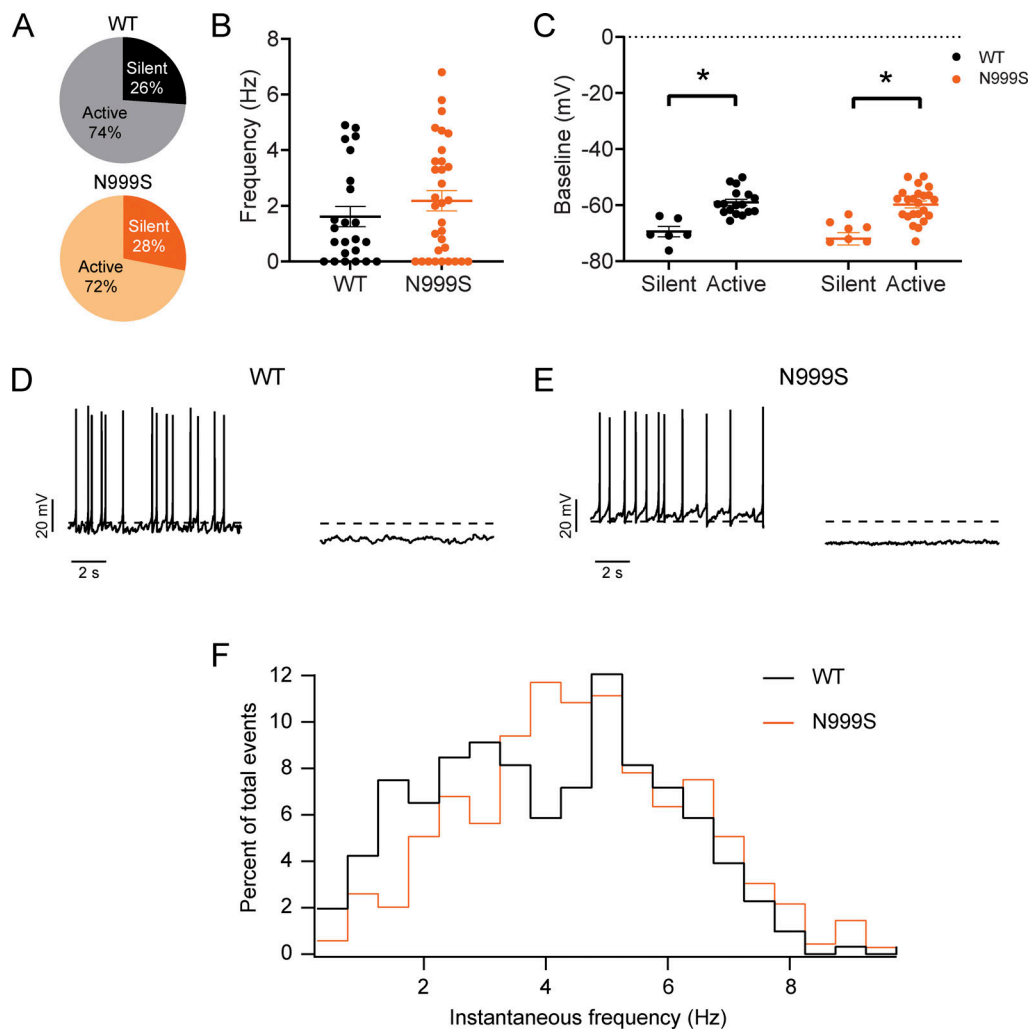 A
WT
Silent
26%
Active
74%
N999S
Silent
28%
Active
72%
B
Frequency (Hz)
8
6
4
2
0
WT N999S
C
Baseline (mV)
0
-20
-40
-60
-80
* *
WT
N999S
Silent Active Silent Active
D WT
20 mV
2 s
E N999S
20 mV
2 s
F
Percent of total events
12
10
8
6
4
2
0
WT
N999S
2 4 6 8
Instantaneous frequency (Hz)